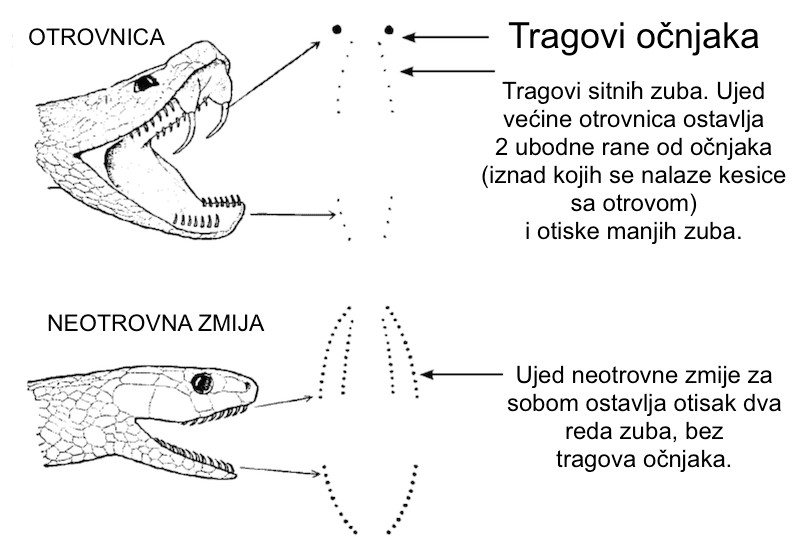 OTROVNICA
Tragovi očnjaka
Tragovi sitnih zuba. Ujed
većine otrovnica ostavlja
2 ubodne rane od očnjaka
(iznad kojih se nalaze kesice
sa otrovom)
i otiske manjih zuba.
NEOTROVNA ZMIJA
Ujed neotrovne zmije za
sobom ostavlja otisak dva
reda zuba, bez
tragova očnjaka.